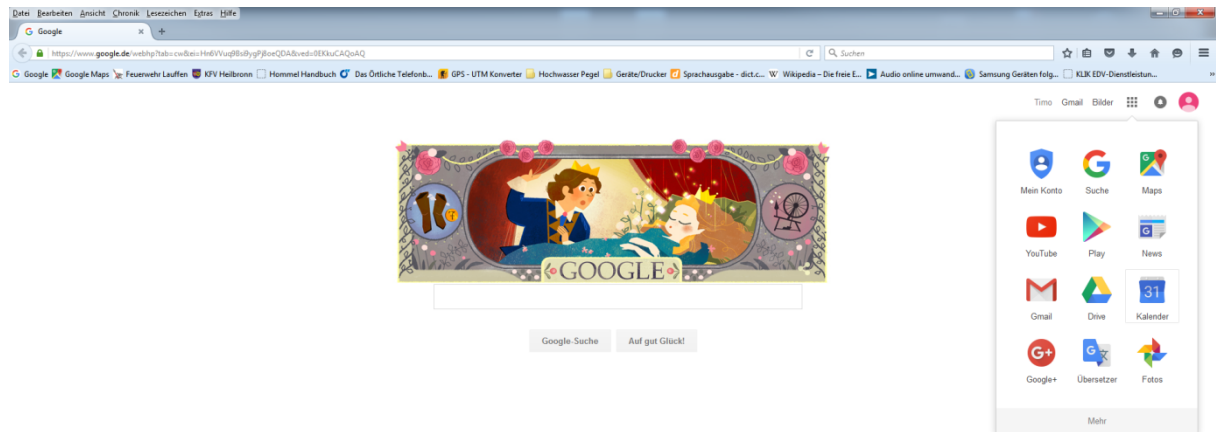 Datei Bearbeiten Ansicht Chronik Lesezeichen Extras Hilfe
G Google × +
https://www.google.de/webhp?tab=cw&ei=Hn6VVuq9Bs8ygPj8oeQDA&ved=0EKkuCAQoAQ Suchen
Google Google Maps Feuerwehr Lauffen KFV Heilbronn Hommel Handbuch Das Örtliche Telefonb... GPS - UTM Konverter Hochwasser Pegel Geräte/Drucker Sprachausgabe - dict.c... W Wikipedia – Die freie E... Audio online umwand... Samsung Geräten folg... KLIK EDV-Dienstleistun... »
Timo Gmail Bilder
GOOGLE
Google-Suche Auf gut Glück!
Mein Konto Suche Maps
YouTube Play News
31
Gmail Drive Kalender
G+
Google+ Übersetzer Fotos
Mehr